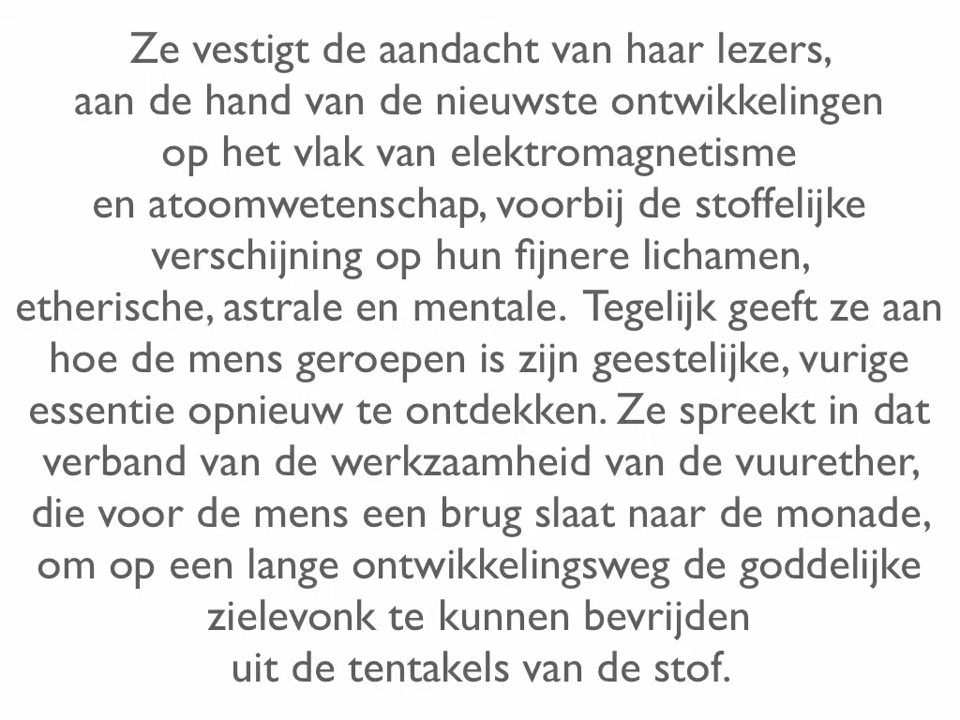 Ze vestigt de aandacht van haar lezers,
aan de hand van de nieuwste ontwikkelingen
op het vlak van elektromagnetisme
en atoomwetenschap, voorbij de stoffelijke
verschijning op hun fijnere lichamen,
etherische, astrale en mentale. Tegelijk geeft ze aan
hoe de mens geroepen is zijn geestelijke, vurige
essentie opnieuw te ontdekken. Ze spreekt in dat
verband van de werkzaamheid van de vuurether,
die voor de mens een brug slaat naar de monade,
om op een lange ontwikkelingsweg de goddelijke
zielevonk te kunnen bevrijden
uit de tentakels van de stof.